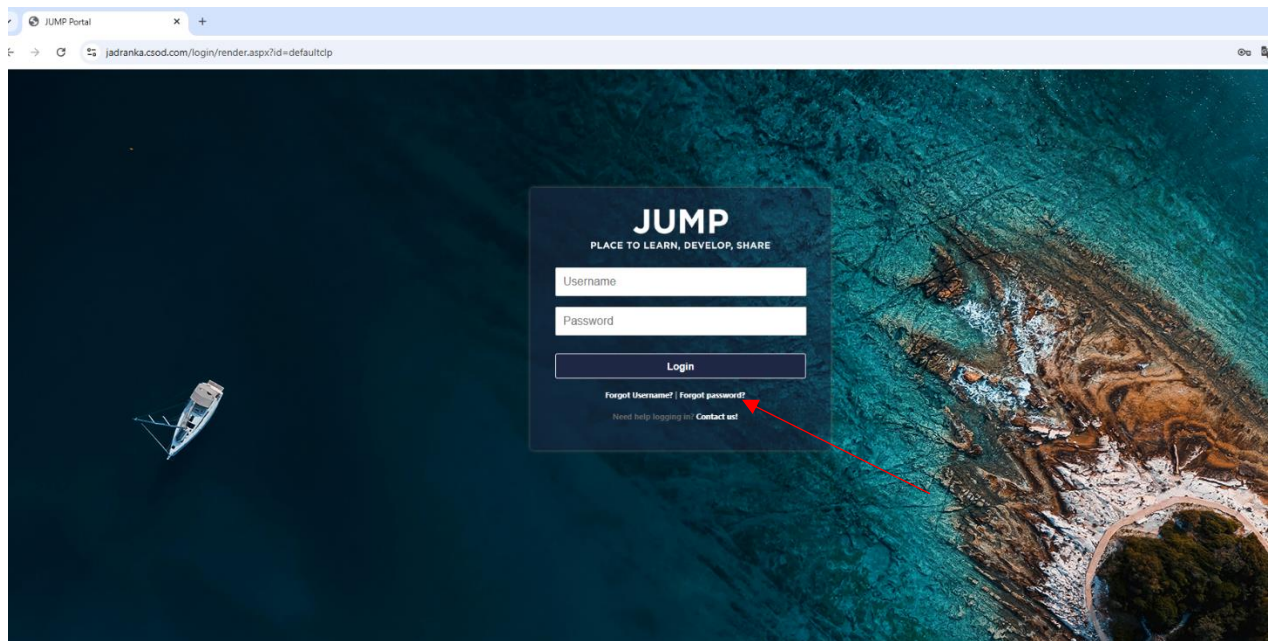 JUMP Portal
jadranka.csod.com/login/render.aspx?id=defaultclp
JUMP
PLACE TO LEARN, DEVELOP, SHARE
Username
Password
Login
Forgot Username? | Forgot password?
Need help logging in? Contact us!